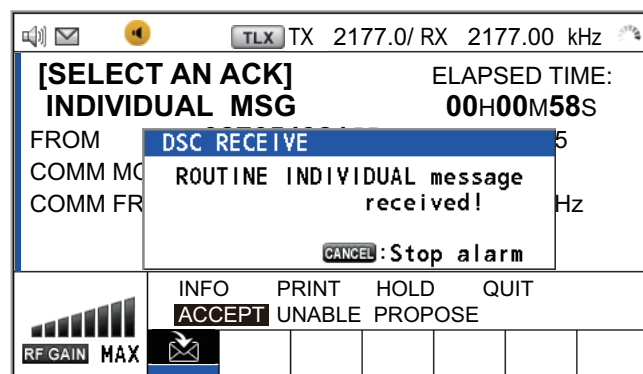 TLX TX 2177.0/ RX 2177.00 kHz
[SELECT AN ACK] ELAPSED TIME:
INDIVIDUAL MSG 00H00M58S
FROM 5
DSC RECEIVE
COMM MO
ROUTINE INDIVIDUAL message
received!
COMM FR Hz
CANCEL :Stop alarm
INFO PRINT HOLD QUIT
ACCEPT UNABLE PROPOSE
RF GAIN MAX